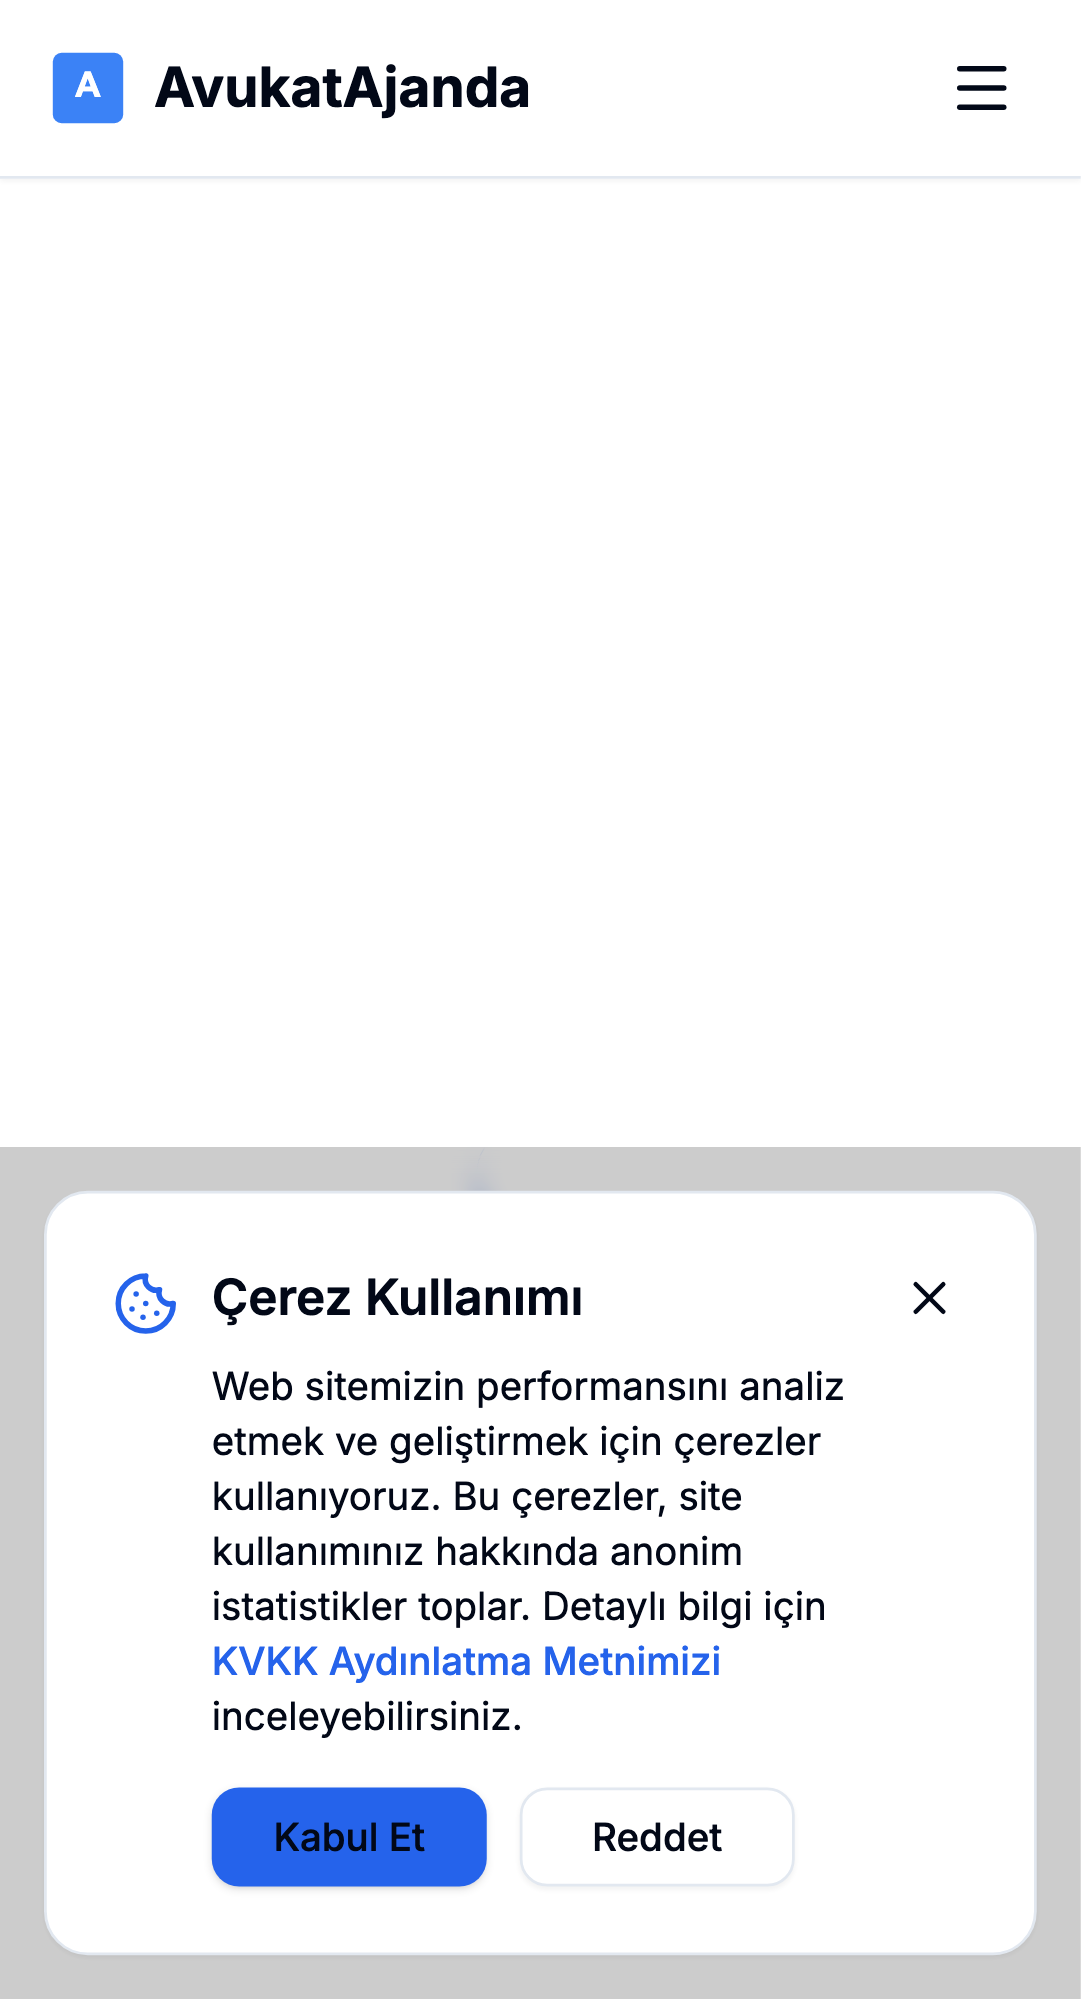 A AvukatAjanda
Çerez Kullanımı
Web sitemizin performansını analiz
etmek ve geliştirmek için çerezler
kullanıyoruz. Bu çerezler, site
kullanımınız hakkında anonim
istatistikler toplar. Detaylı bilgi için
KVKK Aydınlatma Metnimizi
inceleyebilirsiniz.
Kabul Et Reddet